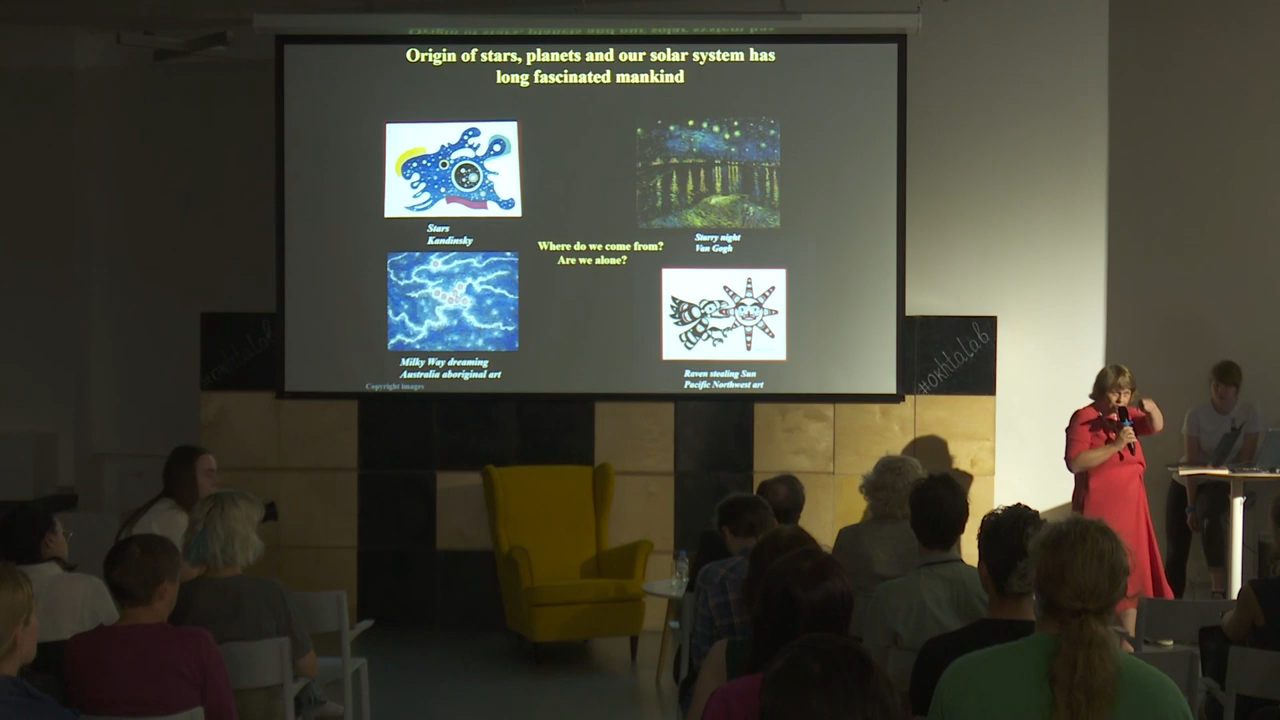 Origin of stars, planets and our solar system has
long fascinated mankind
Stars
Kandinsky
Starry night
Van Gogh
Where do we come from?
Are we alone?
Milky Way dreaming
Australia aboriginal art
Raven stealing Sun
Pacific Northwest art
Copyright images
#okhtalab